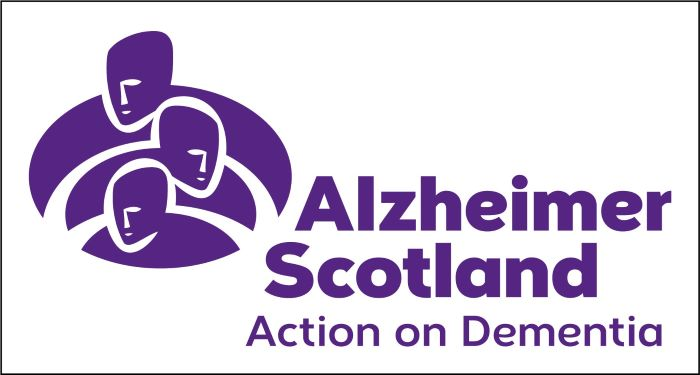 Alzheimer
Scotland
Action on Dementia